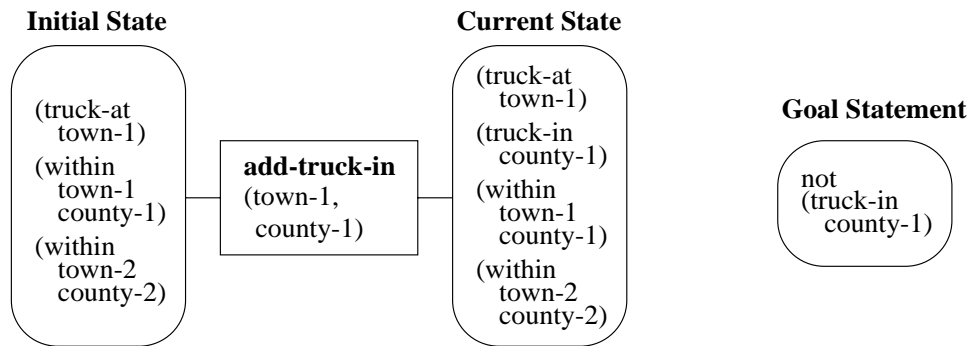 Initial State
(truck-at
town-1)
(within
town-1
county-1)
(within
town-2
county-2)
add-truck-in
(town-1,
county-1)
Current State
(truck-at
town-1)
(truck-in
county-1)
(within
town-1
county-1)
(within
town-2
county-2)
Goal Statement
not
(truck-in
county-1)